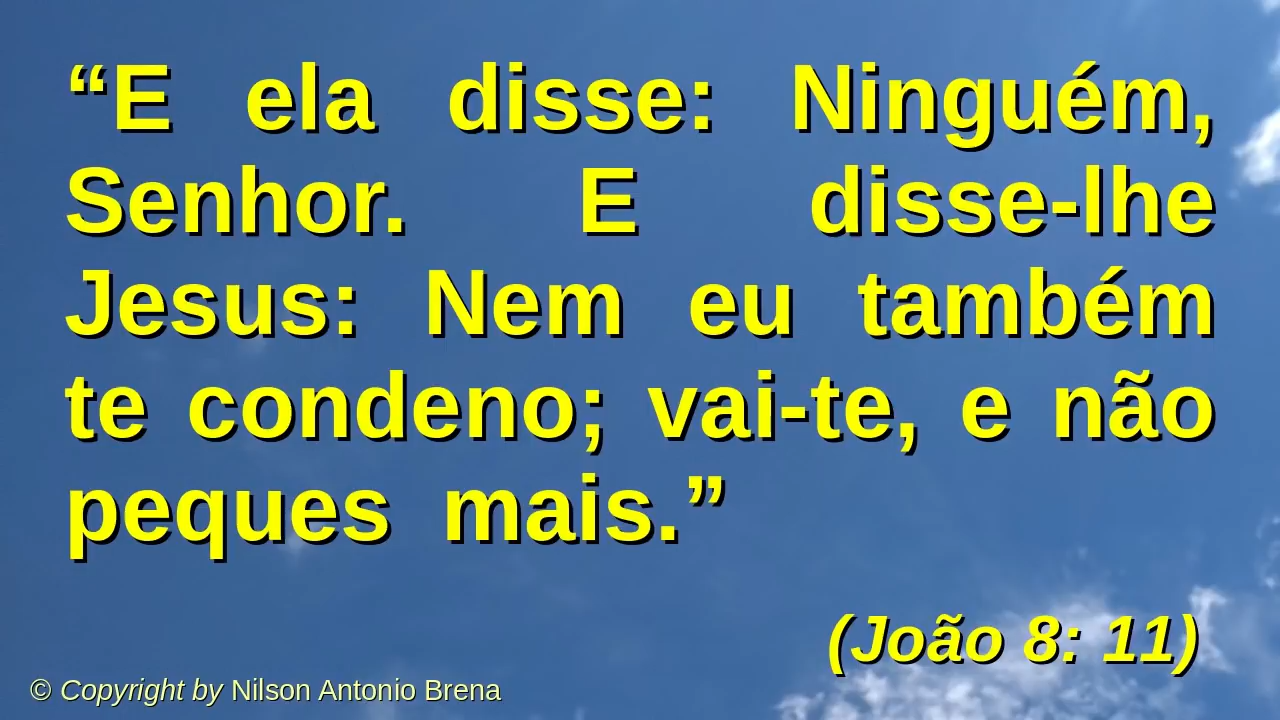 “E ela disse: Ninguém,
Senhor. E disse-lhe
Jesus: Nem eu também
te condeno; vai-te, e não
peques mais.”
(João 8: 11)
© Copyright by Nilson Antonio Brena